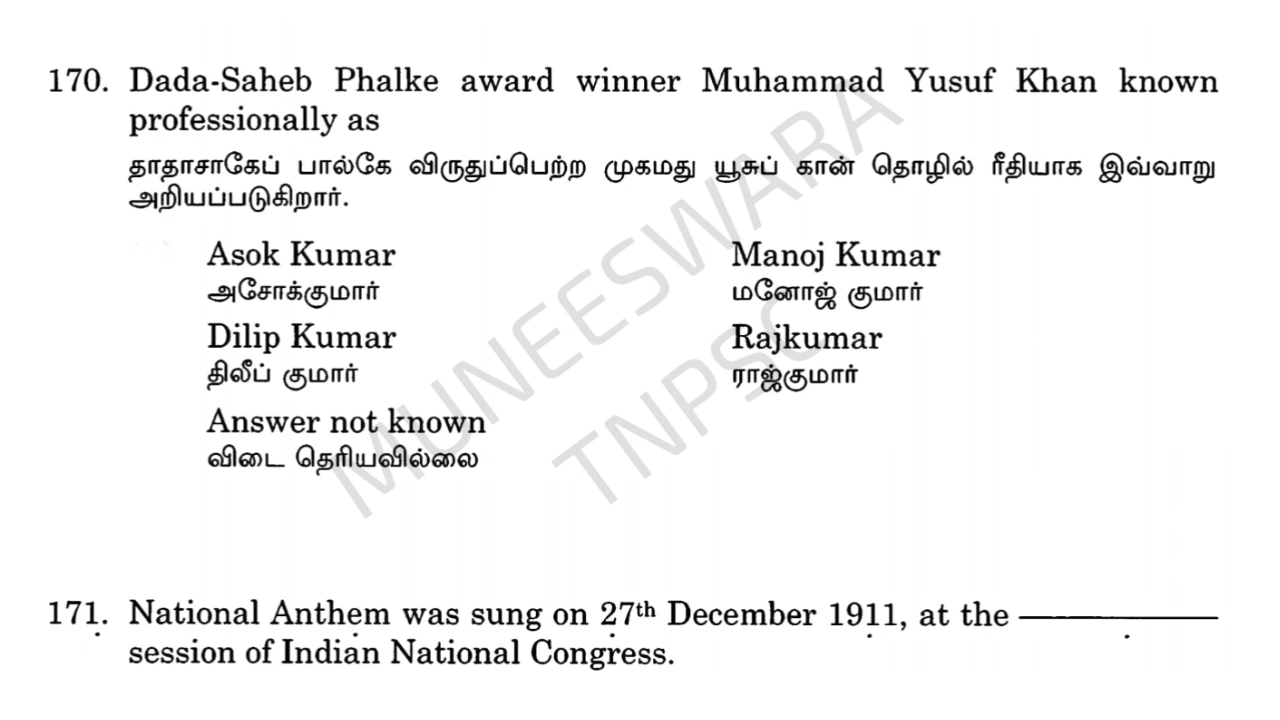 170. Dada-Saheb Phalke award winner Muhammad Yusuf Khan known
professionally as
தாதாசாகேப் பால்கே விருதுப்பெற்ற முகமது யூசுப் கான் தொழில் ரீதியாக இவ்வாறு
அறியப்படுகிறார்.
Asok Kumar Manoj Kumar
அசோக்குமார் மனோஜ் குமார்
Dilip Kumar Rajkumar
திலீப் குமார் ராஜ்குமார்
Answer not known
விடை தெரியவில்லை
MUNEESWARA
TNPSC
171. National Anthem was sung on 27th December 1911, at the ―――
session of Indian National Congress.